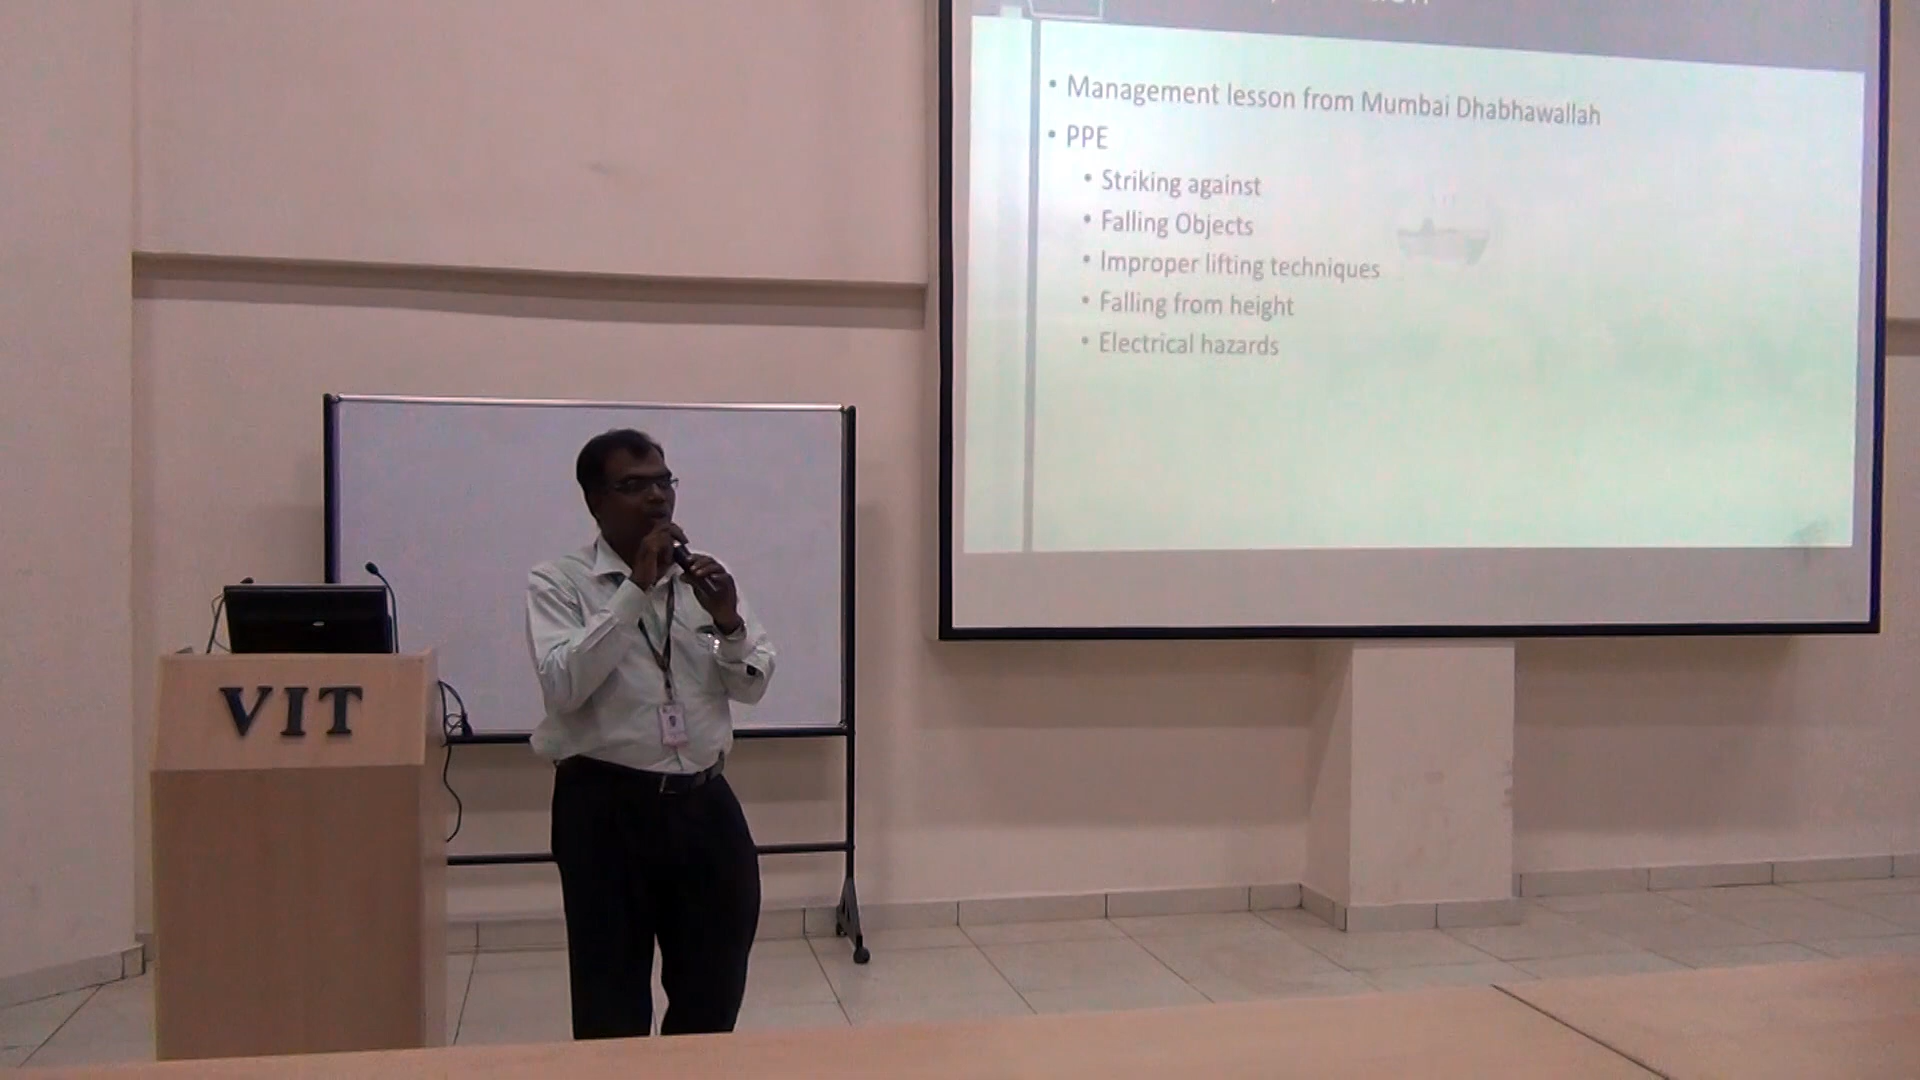 • Management lesson from Mumbai Dhabhawallah
• PPE
• Striking against
• Falling Objects
• Improper lifting techniques
• Falling from height
• Electrical hazards
VIT